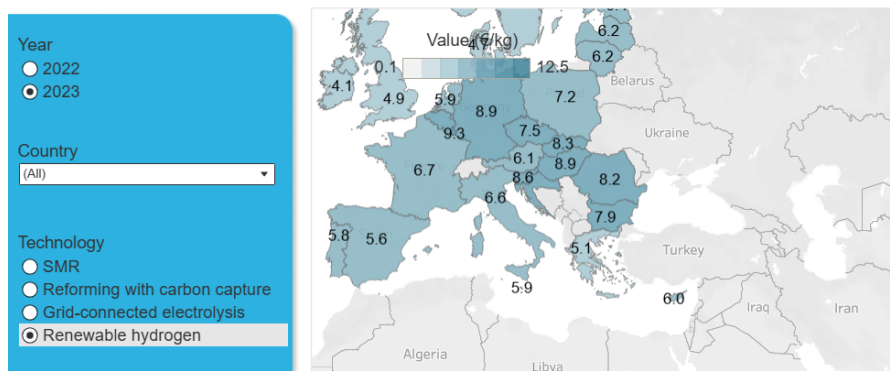 Year
2022
2023
Country
(All)
Technology
SMR
Reforming with carbon capture
Grid-connected electrolysis
Renewable hydrogen
Value (€/kg)
0.1
12.5
6.2
6.2
Belarus
4.1
4.9
5.9
8.9
7.2
9.3
7.5
Ukraine
8.3
6.7
6.1
8.9
8.6
8.2
6.6
7.9
5.8
5.6
5.1
Turkey
5.9
6.0
Iraq
Iran
Algeria
Libya